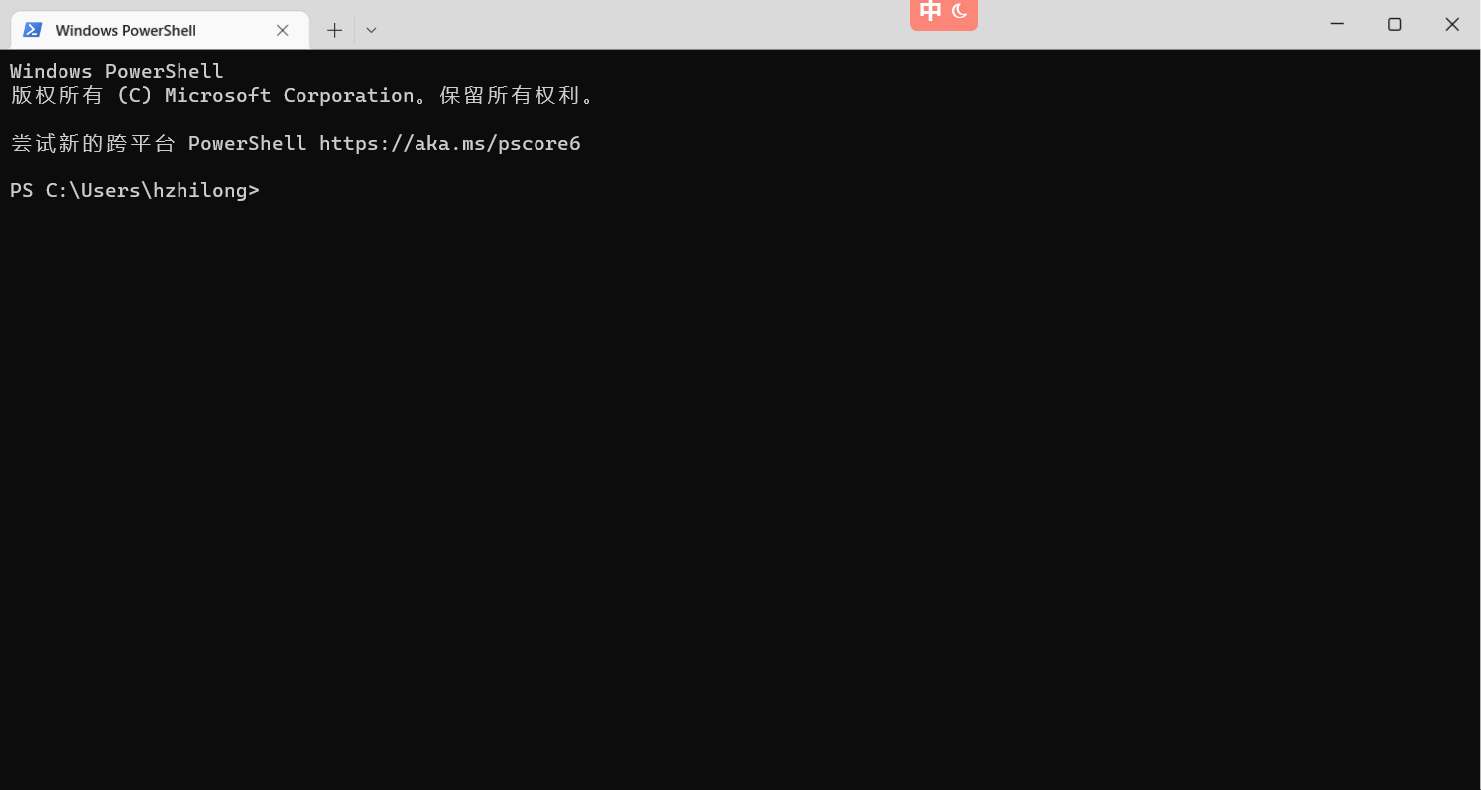 Windows PowerShell
中
Windows PowerShell
版权所有 (C) Microsoft Corporation。保留所有权利。
尝试新的跨平台 PowerShell https://aka.ms/pscore6
PS C:\Users\hzhilong>